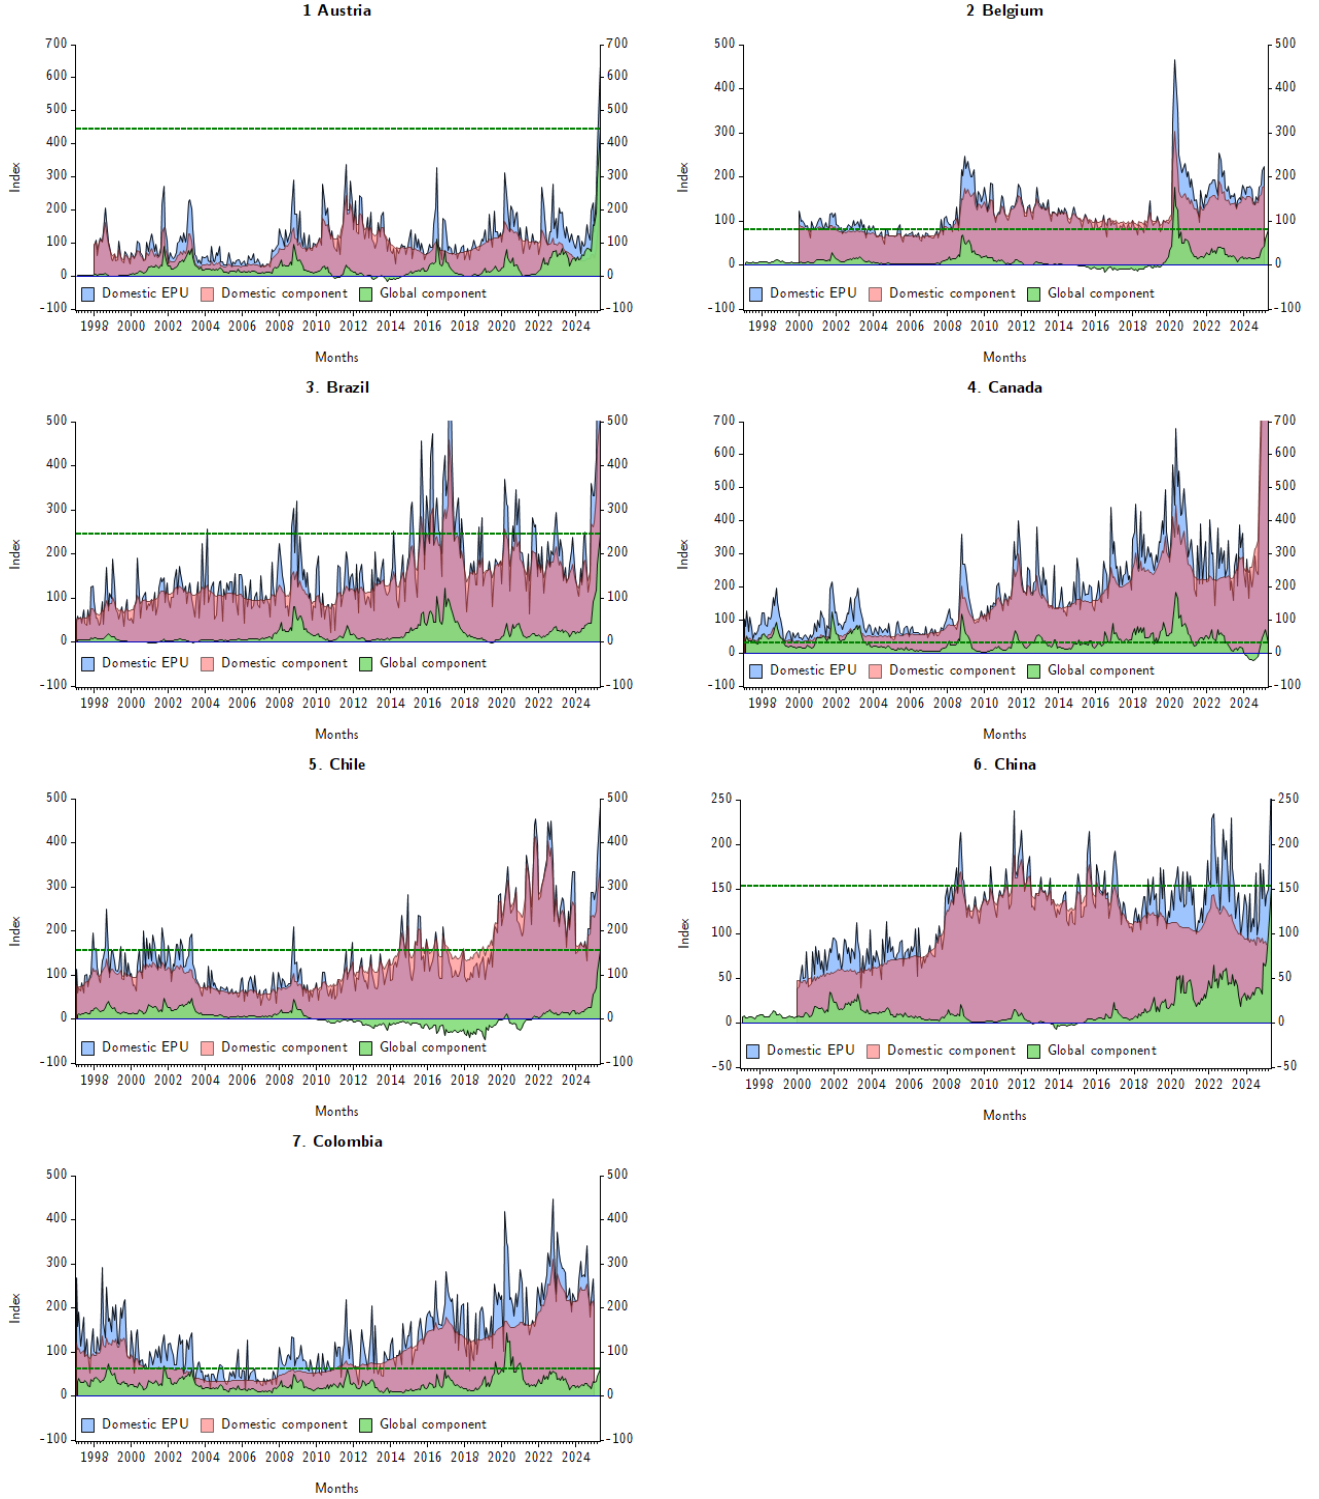 1 Austria
700 700
600 600
500 500
400 400
300 300
200 200
100 100
0 0
-100 -100
Index
Domestic EPU Domestic component Global component
1998 2000 2002 2004 2006 2008 2010 2012 2014 2016 2018 2020 2022 2024
Months
2 Belgium
500 500
400 400
300 300
200 200
100 100
0 0
-100 -100
Index
Domestic EPU Domestic component Global component
1998 2000 2002 2004 2006 2008 2010 2012 2014 2016 2018 2020 2022 2024
Months
3. Brazil
500 500
400 400
300 300
200 200
100 100
0 0
-100 -100
Index
Domestic EPU Domestic component Global component
1998 2000 2002 2004 2006 2008 2010 2012 2014 2016 2018 2020 2022 2024
Months
4. Canada
700 700
600 600
500 500
400 400
300 300
200 200
100 100
0 0
-100 -100
Index
Domestic EPU Domestic component Global component
1998 2000 2002 2004 2006 2008 2010 2012 2014 2016 2018 2020 2022 2024
Months
5. Chile
500 500
400 400
300 300
200 200
100 100
0 0
-100 -100
Index
Domestic EPU Domestic component Global component
1998 2000 2002 2004 2006 2008 2010 2012 2014 2016 2018 2020 2022 2024
Months
6. China
250 250
200 200
150 150
100 100
50 50
0 0
-50 -50
Index
Domestic EPU Domestic component Global component
1998 2000 2002 2004 2006 2008 2010 2012 2014 2016 2018 2020 2022 2024
Months
7. Colombia
500 500
400 400
300 300
200 200
100 100
0 0
-100 -100
Index
Domestic EPU Domestic component Global component
1998 2000 2002 2004 2006 2008 2010 2012 2014 2016 2018 2020 2022 2024
Months